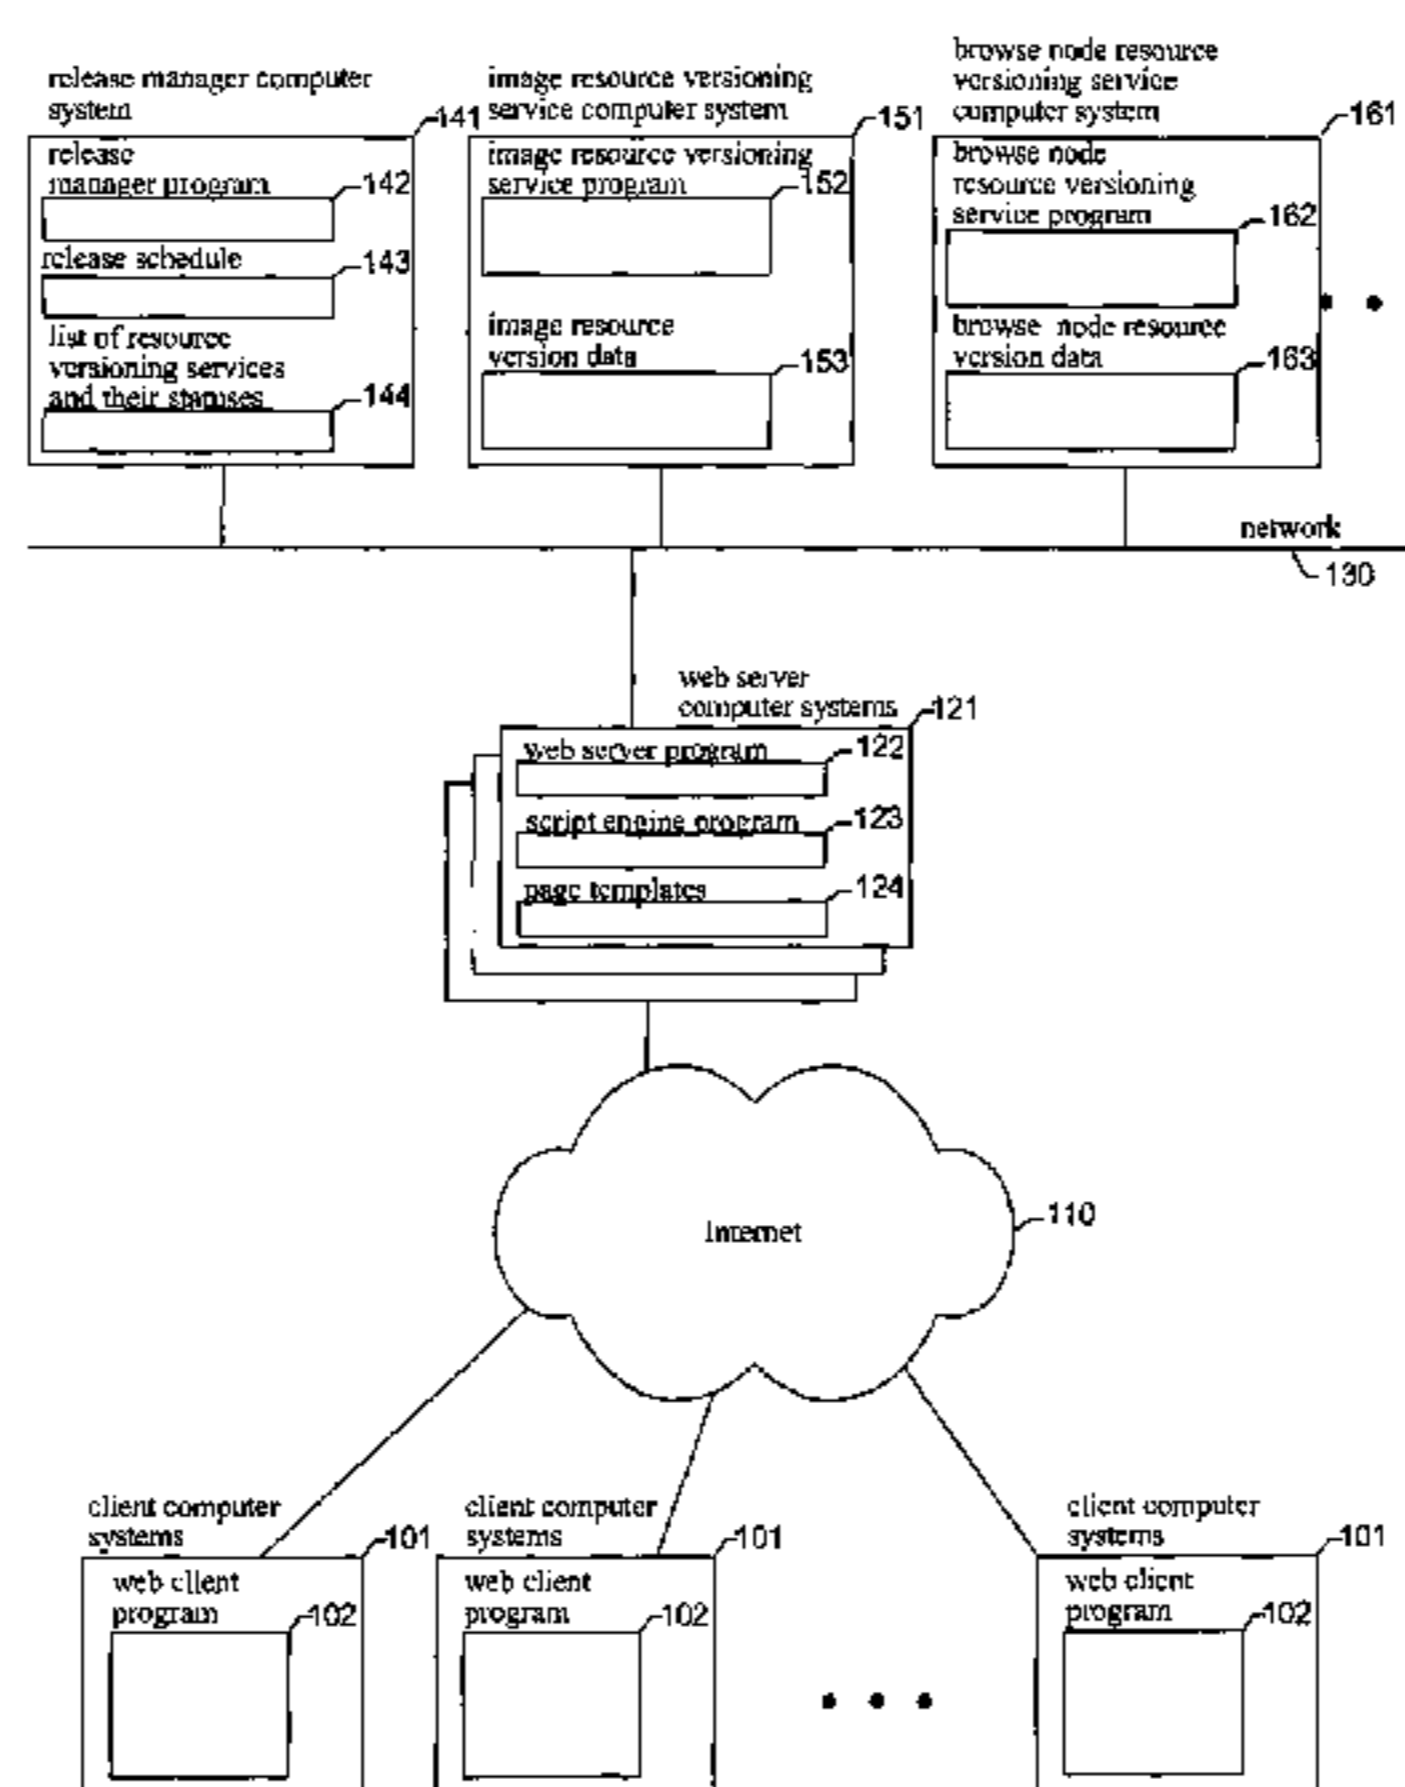 release manager computer
system
141
release
manager program
142
release schedule
143
list of resource
versioning services
and their statuses
144
image resource versioning
service computer system
151
image resource versioning
service program
152
image resource
version data
153
browse node resource
versioning service
computer system
161
browse node
resource versioning
service program
162
browse node resource
version data
163
network
130
web server
computer systems
121
web server program
122
script engine program
123
page templates
124
Internet
110
client computer
systems
101
web client
program
102
client computer
systems
101
web client
program
102
client computer
systems
101
web client
program
102